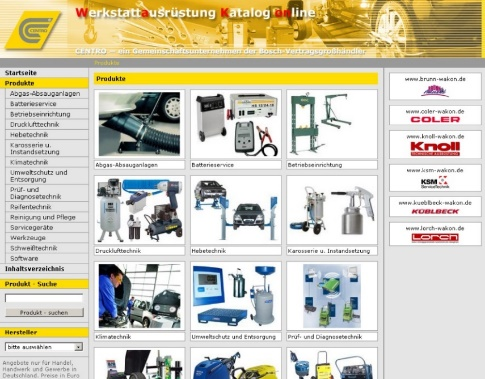 CENTRO
Werkstattausrüstung Katalog online
CENTRO – ein Gemeinschaftsunternehmen der Bosch-Vertragsgroßhändler
Produkte
Startseite
Produkte
Abgas-Absauganlagen
Batterieservice
Betriebseinrichtung
Drucklufttechnik
Hebetechnik
Karosserie u.
Instandsetzung
Klimatechnik
Umweltschutz und
Entsorgung
Prüf- und
Diagnosetechnik
Reifentechnik
Reinigung und Pflege
Servicegeräte
Werkzeuge
Schweißtechnik
Software
Inhaltsverzeichnis
Produkt - Suche
Produkt - suchen
Hersteller
bitte auswählen
Angebote nur für Handel,
Handwerk und Gewerbe in
Deutschland. Preise in Euro
Produkte
Abgas-Absauganlagen
Batterieservice
Betriebseinrichtung
Drucklufttechnik
Hebetechnik
Karosserie u. Instandsetzung
Klimatechnik
Umweltschutz und Entsorgung
Prüf- und Diagnosetechnik
www.brunn-wakon.de
www.coler-wakon.de
COLER
www.knoll-wakon.de
Knoll
www.ksm-wakon.de
KSM
Servicetechnik
www.kueblbeck-wakon.de
KÜBLBECK
www.lorch-wakon.de
LORCH